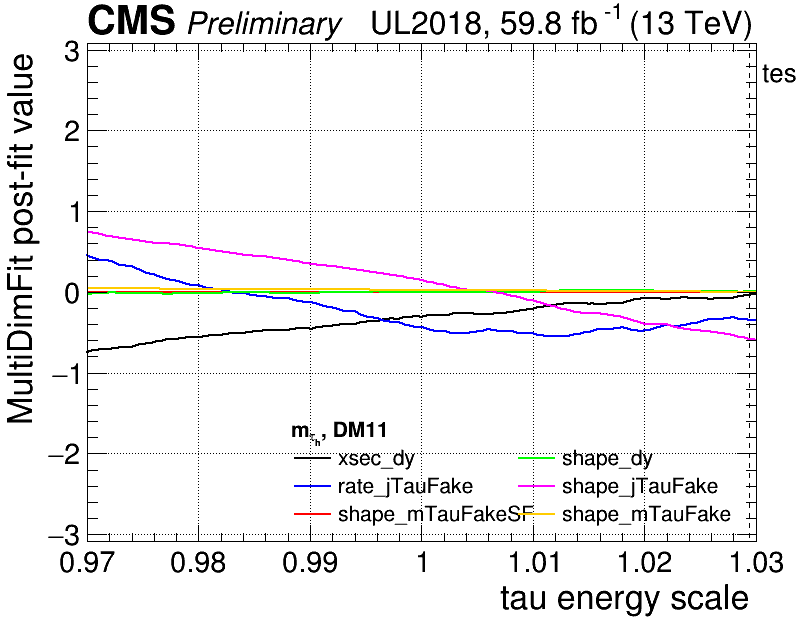 CMS Preliminary UL2018, 59.8 fb⁻¹ (13 TeV)
MultiDimFit post-fit value
3
2
1
0
−1
−2
−3
tes
m_τ_h, DM11
xsec_dy shape_dy
rate_jTauFake shape_jTauFake
shape_mTauFakeSF shape_mTauFake
0.97 0.98 0.99 1 1.01 1.02 1.03
tau energy scale